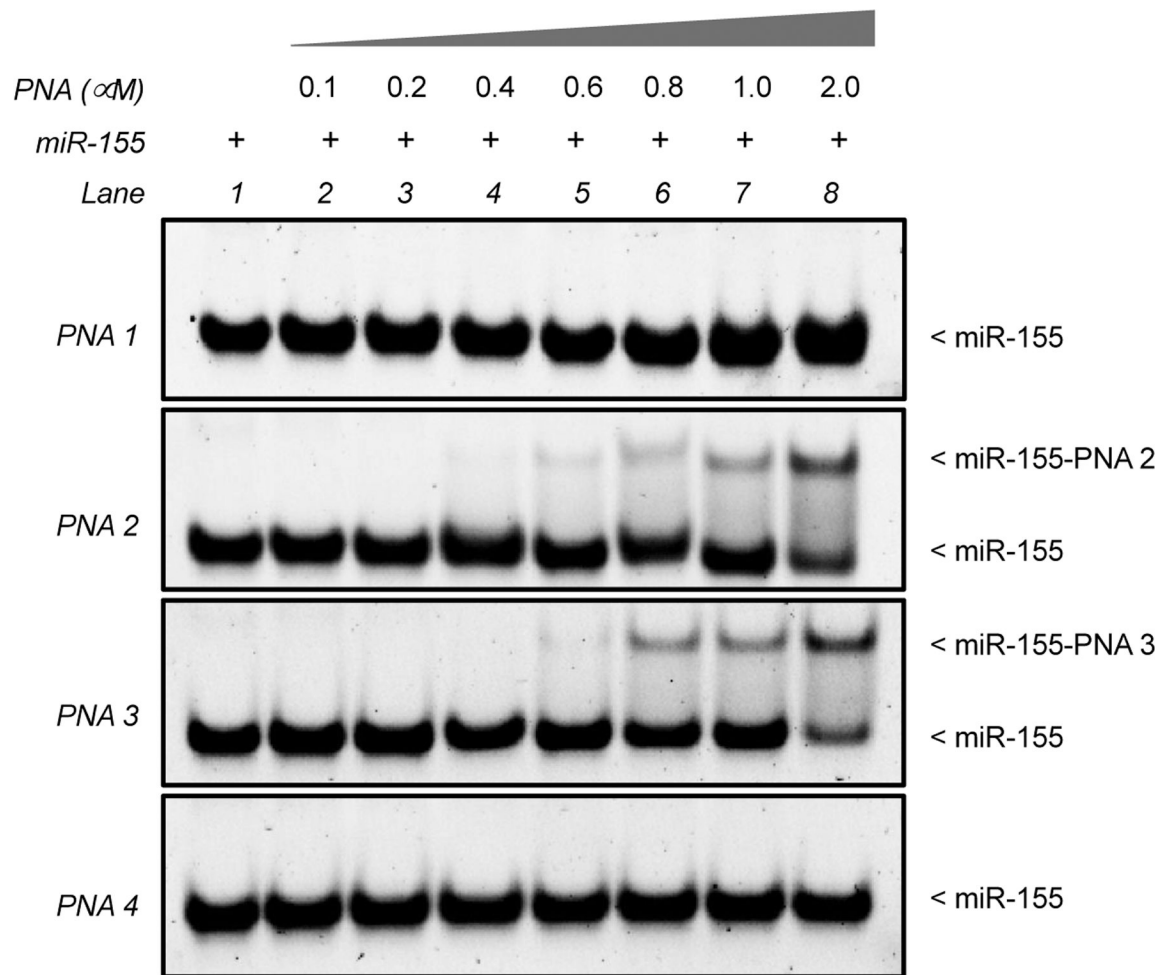 PNA (∝M) 0.1 0.2 0.4 0.6 0.8 1.0 2.0
miR-155 + + + + + + + +
Lane 1 2 3 4 5 6 7 8
PNA 1 < miR-155
< miR-155-PNA 2
PNA 2 < miR-155
< miR-155-PNA 3
PNA 3 < miR-155
PNA 4 < miR-155